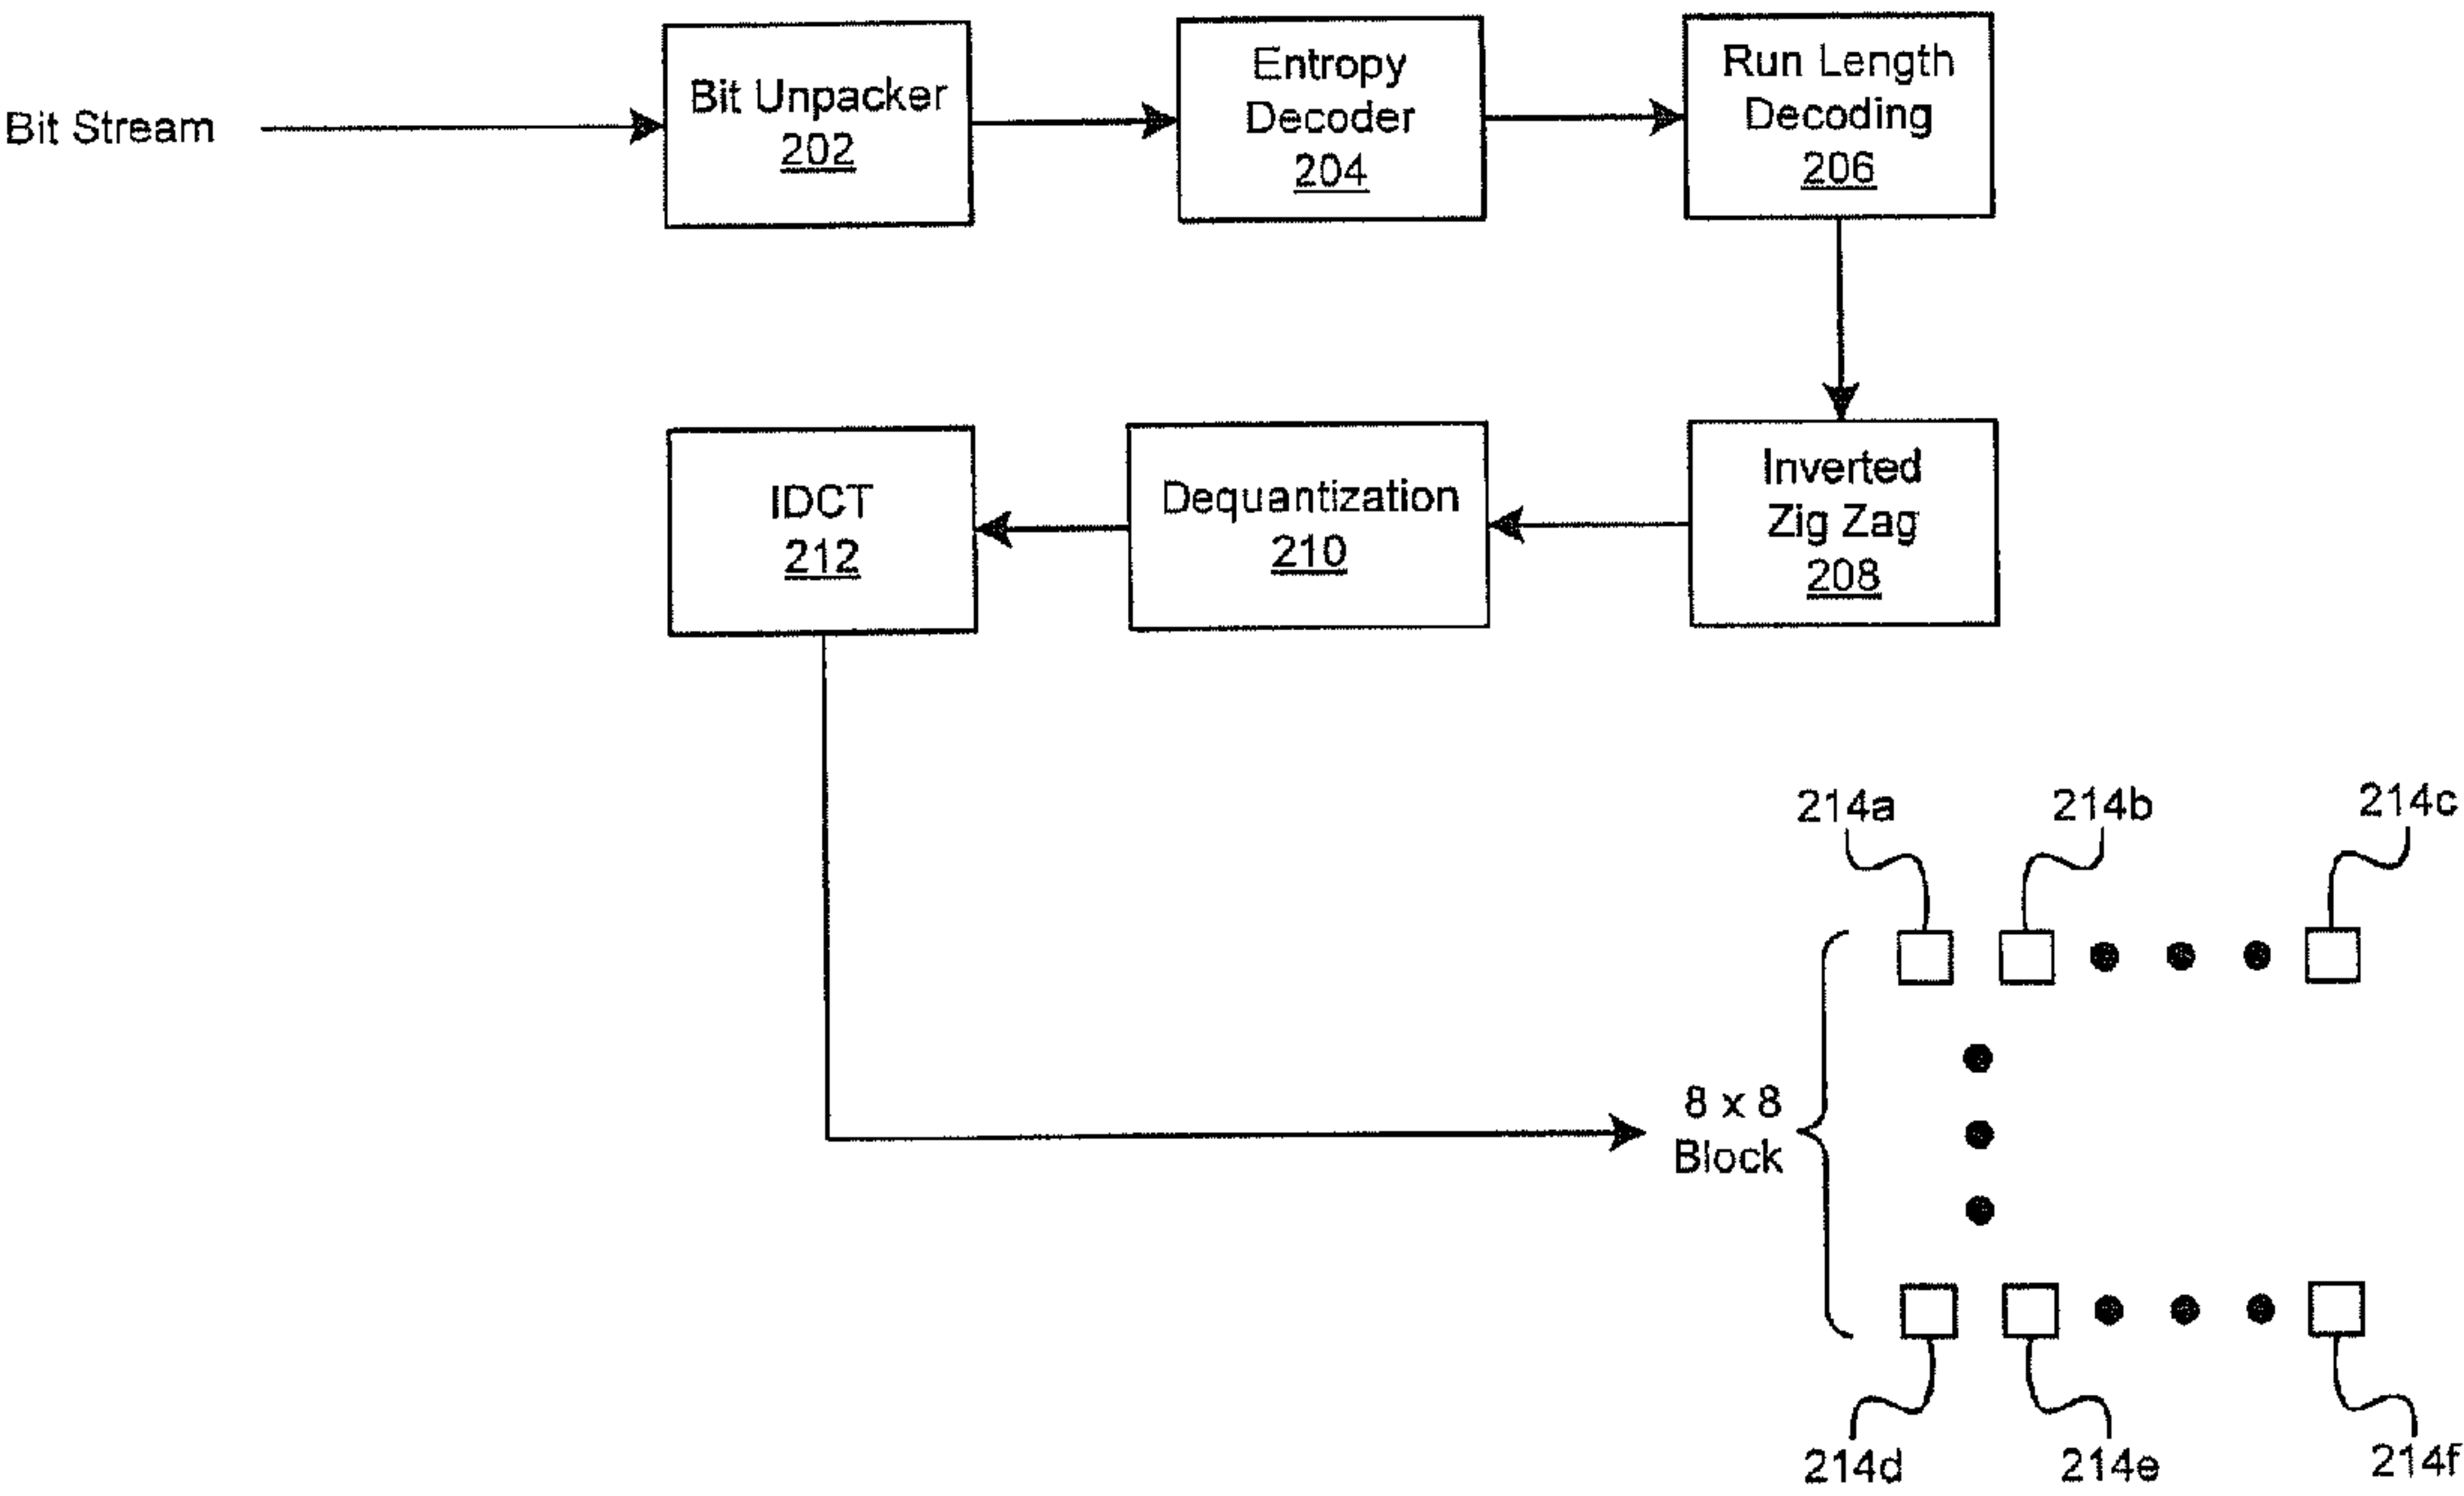 Bit Stream
Bit Unpacker
202
Entropy
Decoder
204
Run Length
Decoding
206
IDCT
212
Dequantization
210
Inverted
Zig Zag
208
214a
214b
214c
8 x 8
Block
214d
214e
214f